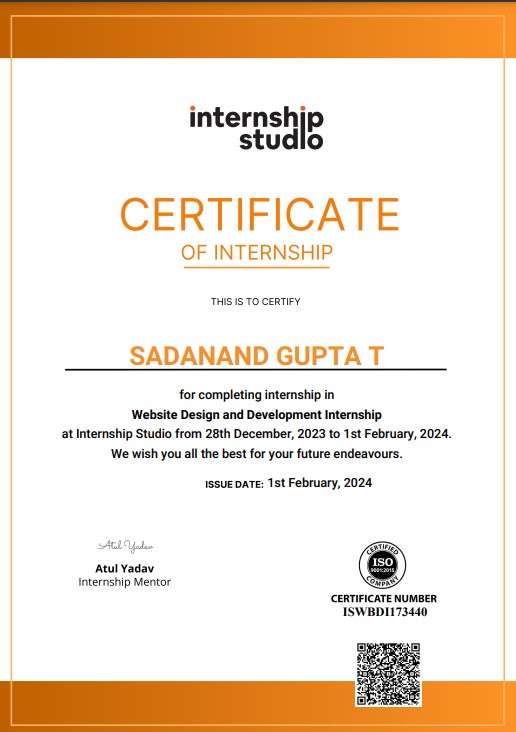 internship
studio
CERTIFICATE
OF INTERNSHIP
THIS IS TO CERTIFY
SADANAND GUPTA T
for completing internship in
Website Design and Development Internship
at Internship Studio from 28th December, 2023 to 1st February, 2024.
We wish you all the best for your future endeavours.
ISSUE DATE: 1st February, 2024
Atul Yadav
Atul Yadav
Internship Mentor
CERTIFIED
ISO
9001:2015
COMPANY
CERTIFICATE NUMBER
ISWBDI173440